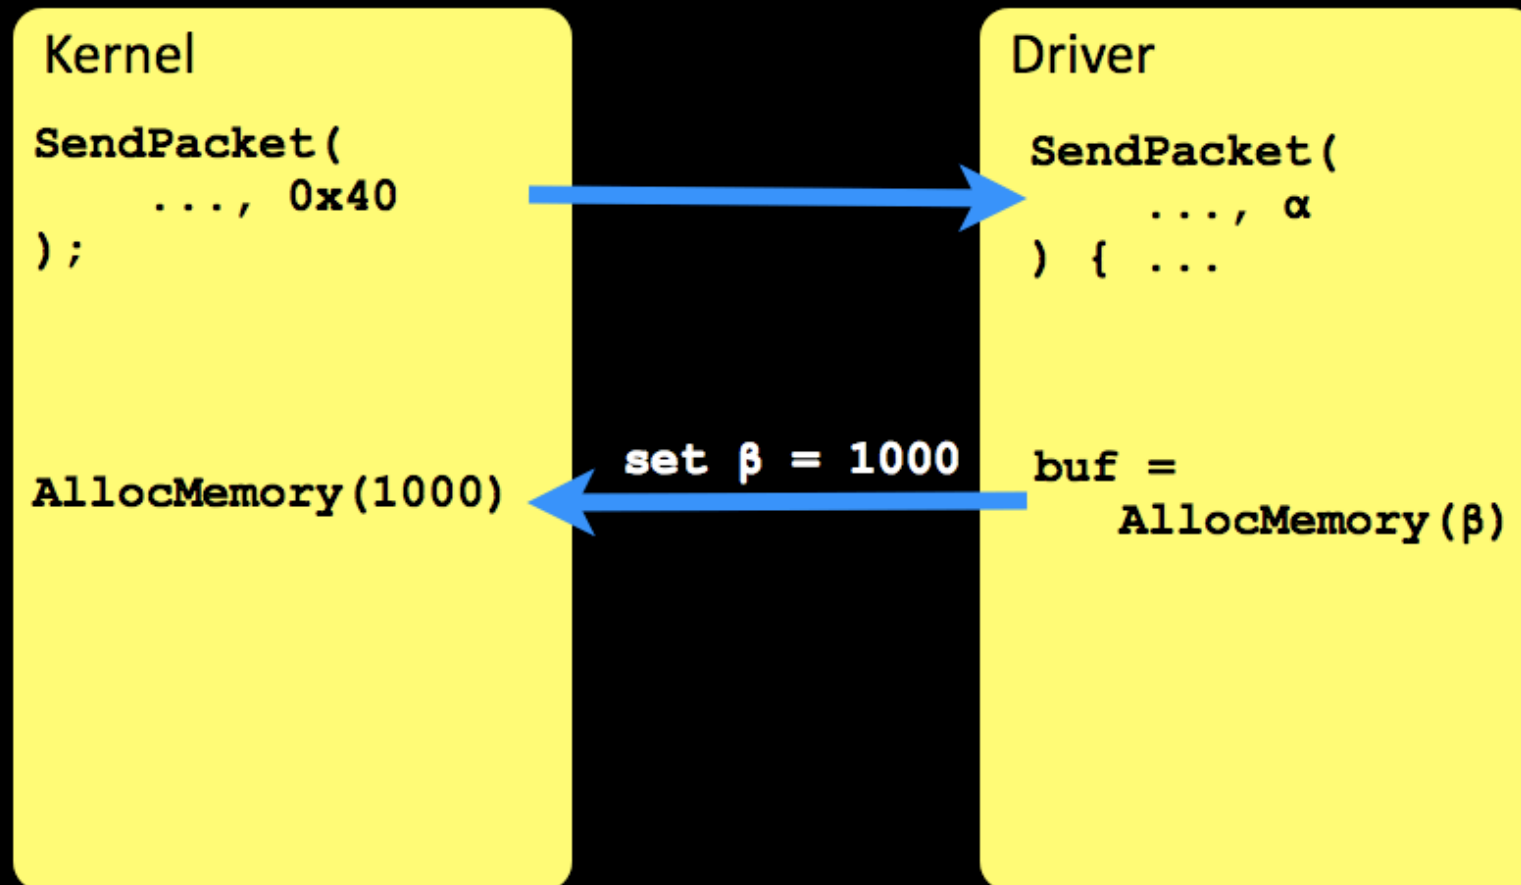 Kernel
SendPacket(
..., 0x40
);
AllocMemory(1000)
set β = 1000
Driver
SendPacket(
..., α
) { ...
buf =
AllocMemory(β)